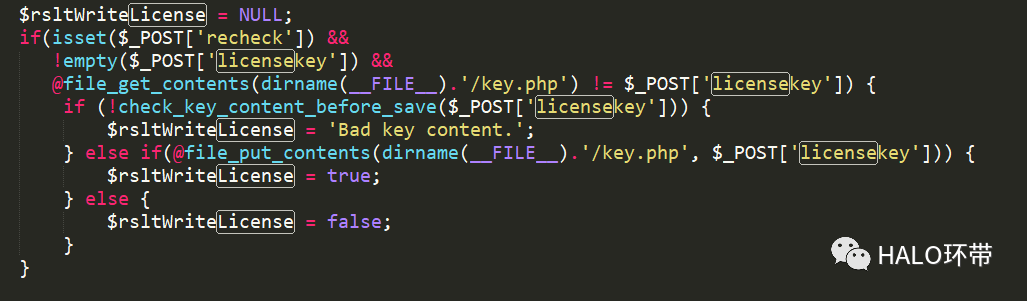 $rsltWriteLicense = NULL;
if(isset($_POST['recheck']) &&
!empty($_POST['licensekey']) &&
@file_get_contents(dirname(__FILE__).'/key.php') != $_POST['licensekey']) {
if (!check_key_content_before_save($_POST['licensekey'])) {
$rsltWriteLicense = 'Bad key content.';
} else if(@file_put_contents(dirname(__FILE__).'/key.php', $_POST['licensekey'])) {
$rsltWriteLicense = true;
} else {
$rsltWriteLicense = false;
}
}
HALO环带